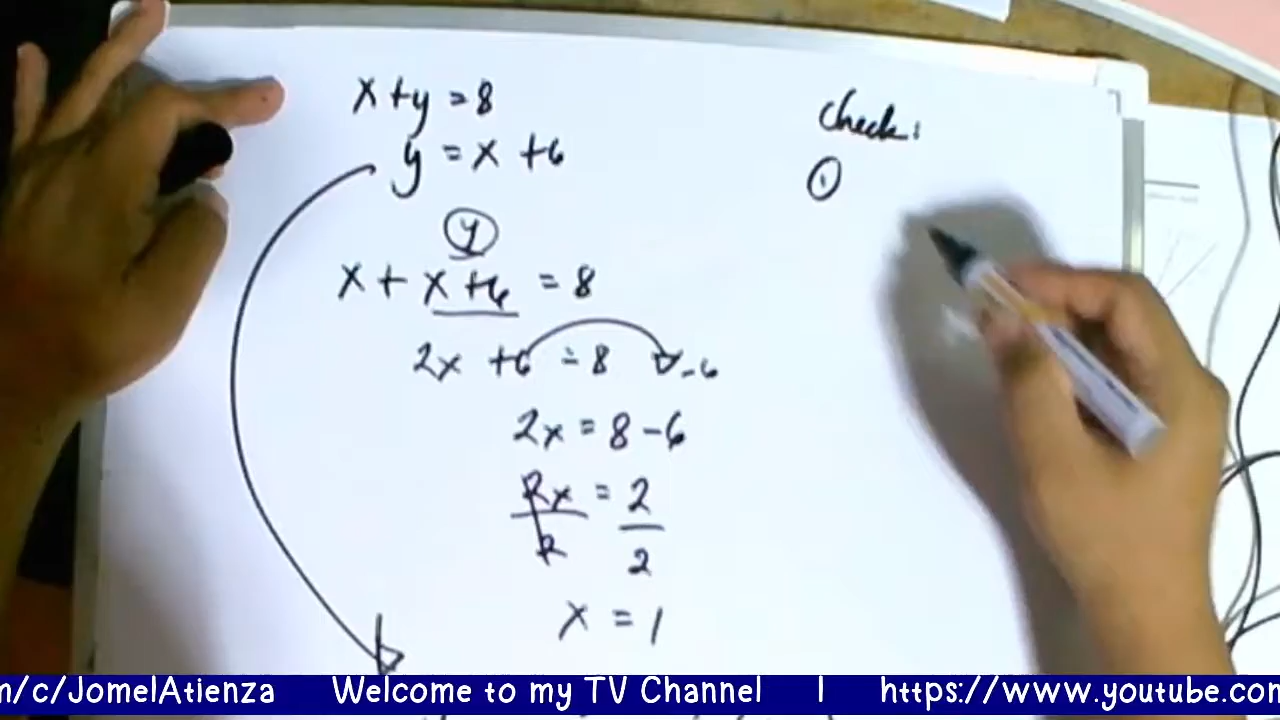 x + y = 8
y = x + 6
y
x + x + 6 = 8
2x + 6 = 8 - 6
2x = 8 - 6
2x = 2
2 2
x = 1
Check:
1
m/c/JomelAtienza Welcome to my TV Channel | https://www.youtube.com